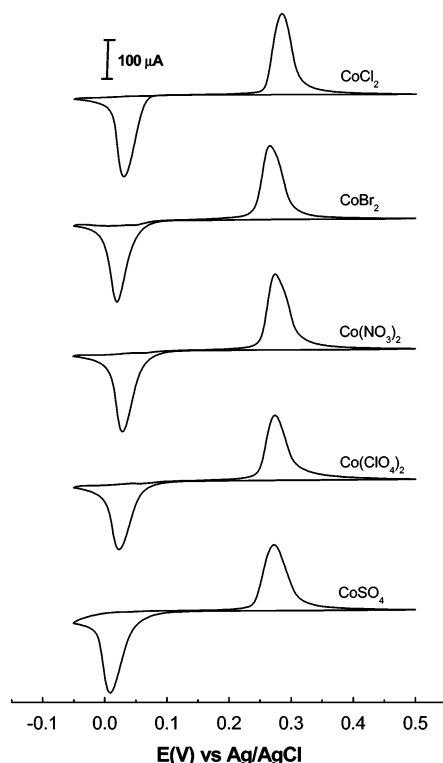 100 µA
CoCl₂
CoBr₂
Co(NO₃)₂
Co(ClO₄)₂
CoSO₄
-0.1 0.0 0.1 0.2 0.3 0.4 0.5
E(V) vs Ag/AgCl